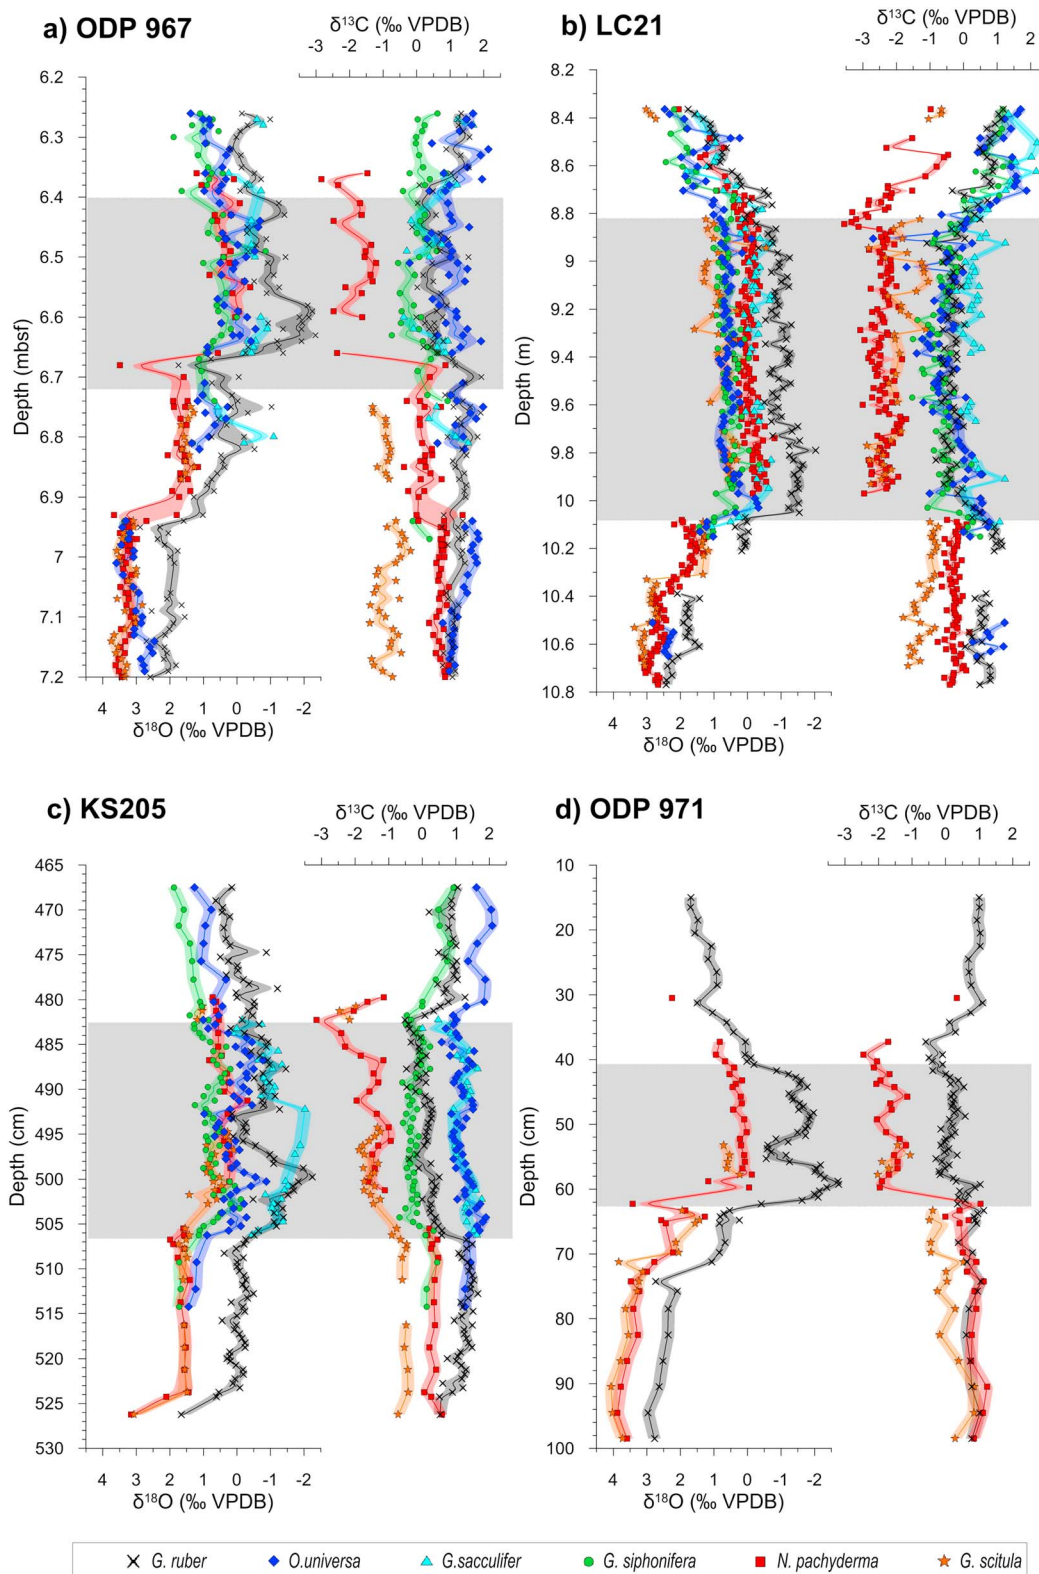 a) ODP 967
δ¹³C (‰ VPDB)
-3 -2 -1 0 1 2
6.2
6.3
6.4
6.5
6.6
6.7
6.8
6.9
7
7.1
7.2
Depth (mbsf)
4 3 2 1 0 -1 -2
δ¹⁸O (‰ VPDB)
b) LC21
δ¹³C (‰ VPDB)
-3 -2 -1 0 1 2
8.2
8.4
8.6
8.8
9
9.2
9.4
9.6
9.8
10
10.2
10.4
10.6
10.8
Depth (m)
4 3 2 1 0 -1 -2
δ¹⁸O (‰ VPDB)
c) KS205
δ¹³C (‰ VPDB)
-3 -2 -1 0 1 2
465
470
475
480
485
490
495
500
505
510
515
520
525
530
Depth (cm)
4 3 2 1 0 -1 -2
δ¹⁸O (‰ VPDB)
d) ODP 971
δ¹³C (‰ VPDB)
-3 -2 -1 0 1 2
10
20
30
40
50
60
70
80
90
100
Depth (cm)
4 3 2 1 0 -1 -2
δ¹⁸O (‰ VPDB)
G. ruber O.universa G.sacculifer G. siphonifera N. pachyderma G. scitula